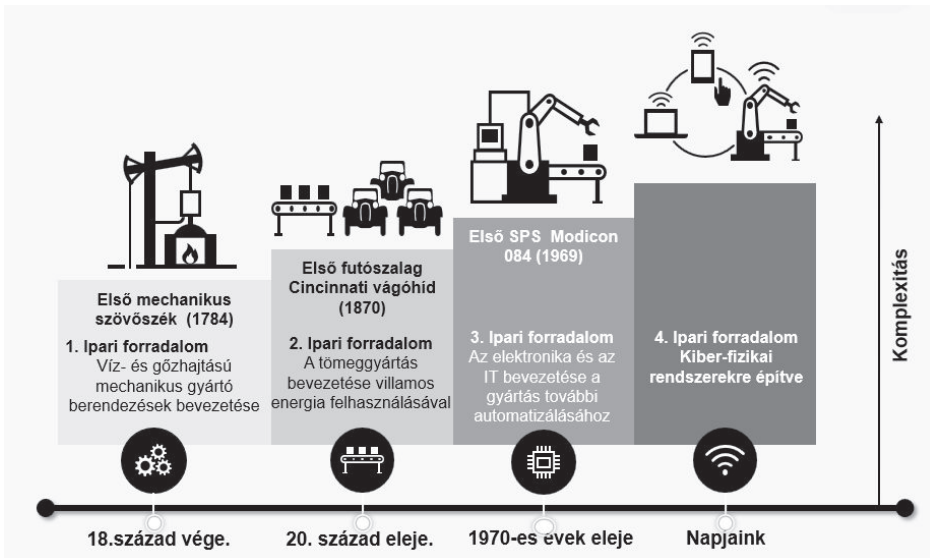 Első mechanikus
szövőszék (1784)
1. Ipari forradalom
Víz- és gőzhajtású
mechanikus gyártó
berendezések bevezetése
Első futószalag
Cincinnati vágóhíd
(1870)
2. Ipari forradalom
A tömeggyártás
bevezetése villamos
energia felhasználásával
Első SPS Modicon
084 (1969)
3. Ipari forradalom
Az elektronika és az
IT bevezetése a
gyártás további
automatizálásához
4. Ipari forradalom
Kiber-fizikai
rendszerekre építve
Komplexitás
18.század vége.
20. század eleje.
1970-es évek eleje
Napjaink